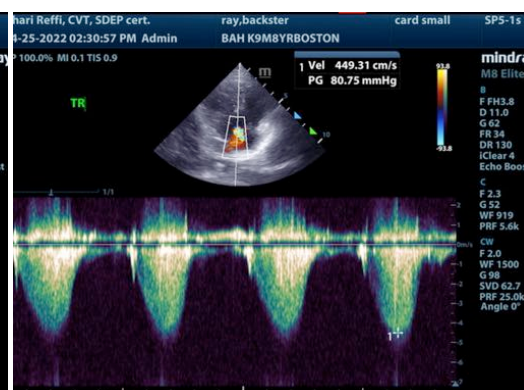 hari Reffi, CVT, SDEP cert. ray,backster card small SP5-1s
4-25-2022 02:30:57 PM Admin BAH K9M8YRBOSTON
P 100.0% MI 0.1 TIS 0.9
mindra
M8 Elite
1 Vel 449.31 cm/s
PG 80.75 mmHg
93.8
-93.8
m
5
10
TR
1/1
B
F FH3.8
D 11.0
G 62
FR 34
DR 130
iClear 4
Echo Boos
C
F 2.3
G 52
WF 919
PRF 5.6k
CW
F 2.0
WF 1500
G 98
SVD 62.7
PRF 25.0k
Angle 0°
-2
-1
0m/s
-1
-2
-3
-4
-5
-6
1